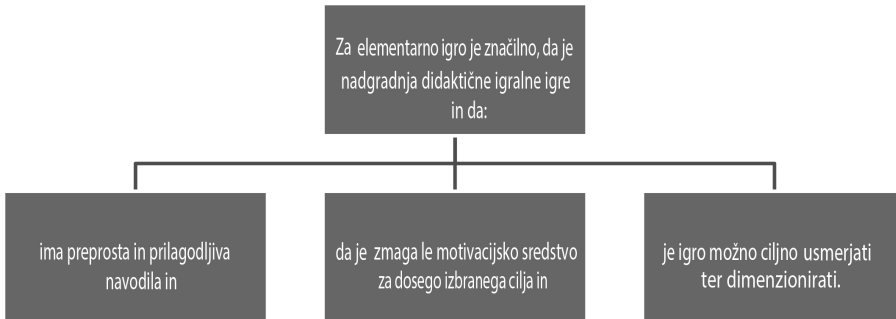 Za elementarno igro je značilno, da je
nadgradnja didaktične igralne igre
in da:
ima preprosta in prilagodljiva
navodila in
da je zmaga le motivacijsko sredstvo
za dosego izbranega cilja in
je igro možno ciljno usmerjati
ter dimenzionirati.